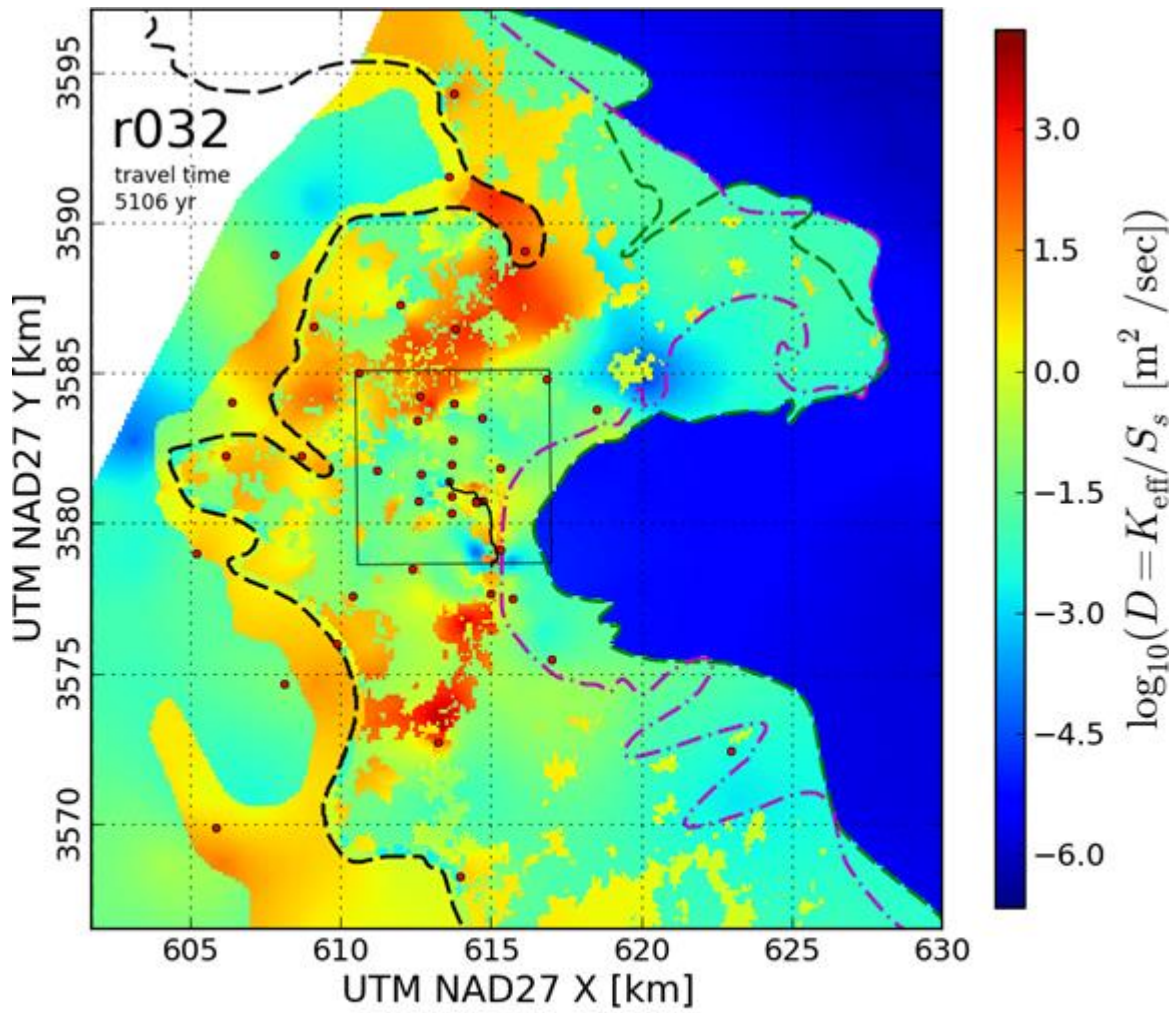 r032
travel time
5106 yr
3595
3590
3585
3580
3575
3570
UTM NAD27 Y [km]
605 610 615 620 625 630
UTM NAD27 X [km]
3.0
1.5
0.0
−1.5
−3.0
−4.5
−6.0
log₁₀(D = K_eff/S_s [m² /sec])